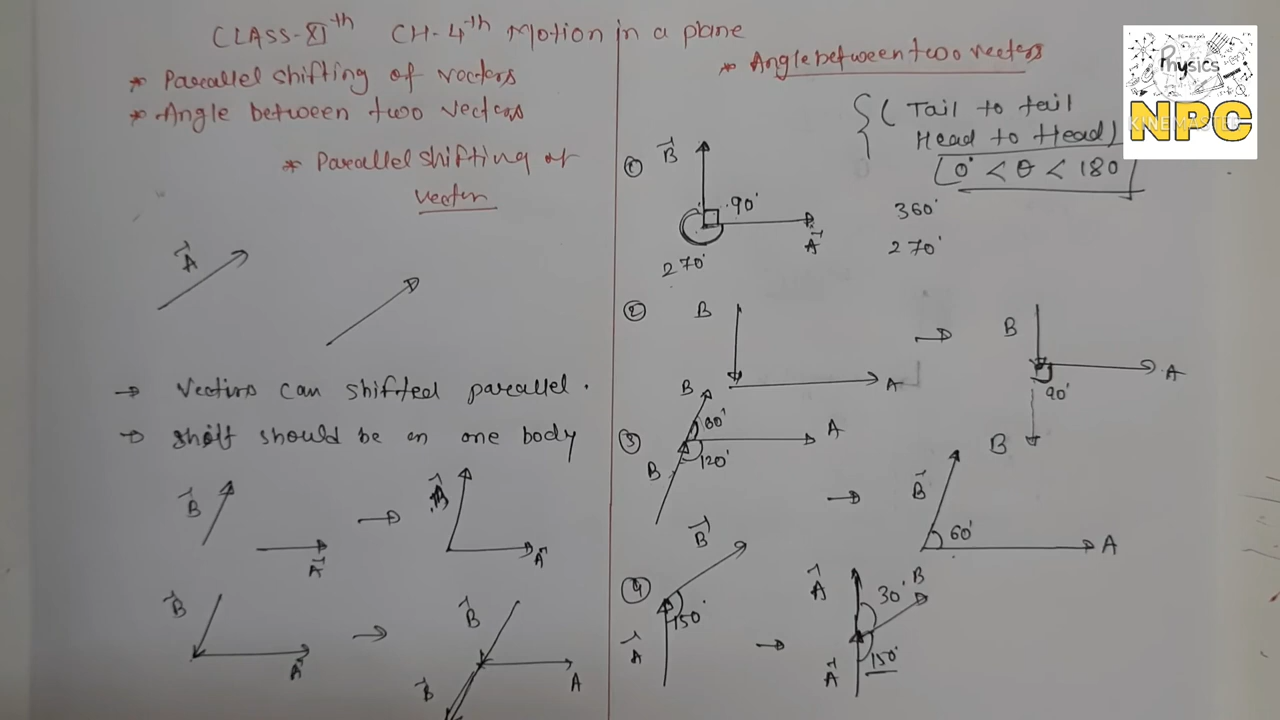 CLASS-XIth CH-4th Motion in a plane
* Parallel shifting of vectors
* Angle between two vectors
* Parallel shifting of
vector
A
→ Vectors can shifted parallel.
→ Shift should be on one body
B
A
→
B
A
B
A
→
B
A
B
* Angle between two vectors
{ ( Tail to tail
Head to Head)
[0° < θ < 180]
① B
90°
A
270°
360°
270°
② B
A
→
B
A
90°
B
③ B
60°
A
120°
B
→
B
60°
A
④ B
150°
A
→
A
30°
B
150°
A
Physics
NPC
KINEMASTER